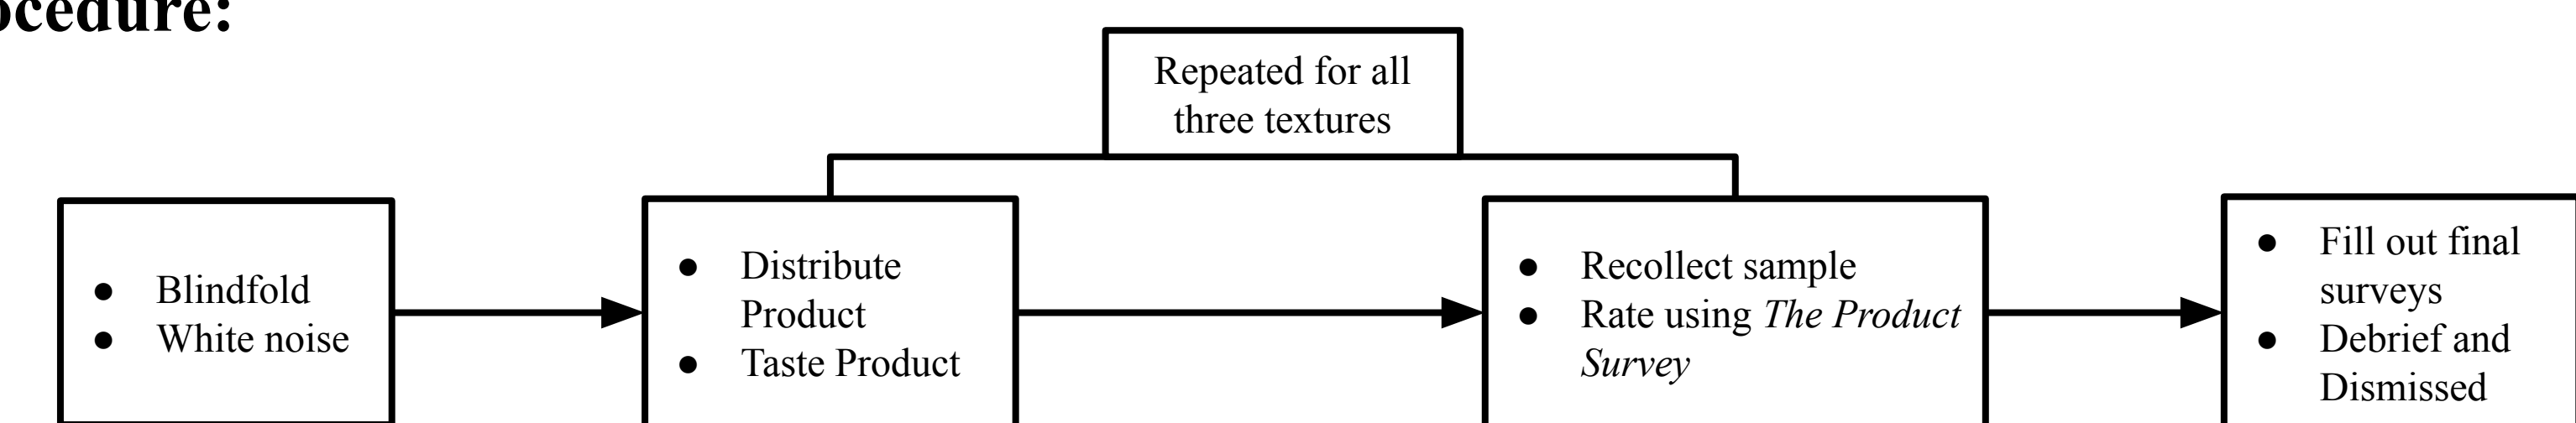 ocedure:
Repeated for all
three textures
● Blindfold
● White noise
● Distribute
Product
● Taste Product
● Recollect sample
● Rate using The Product
Survey
● Fill out final
surveys
● Debrief and
Dismissed